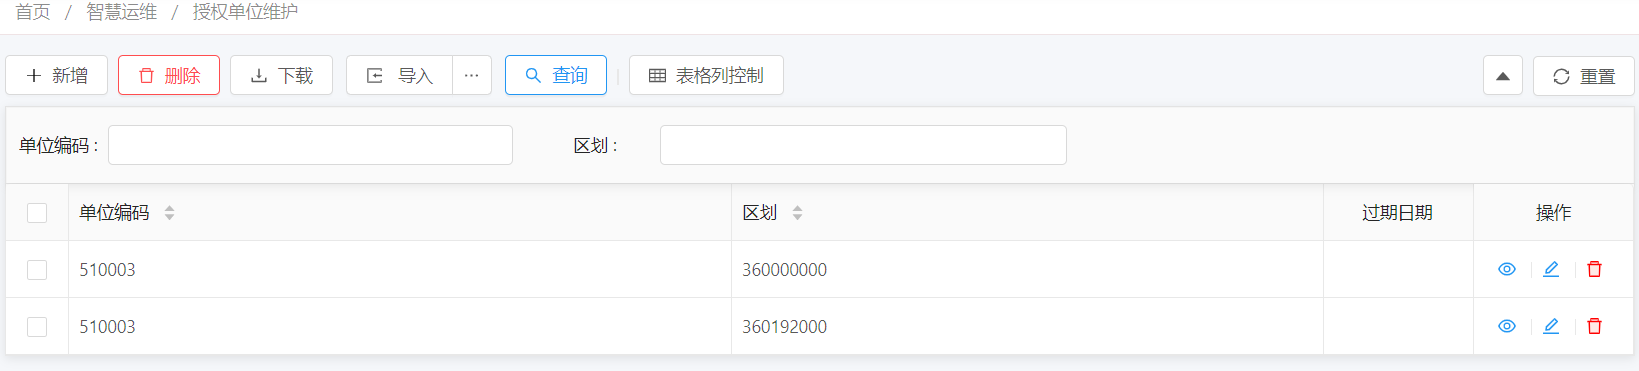 首页 / 智慧运维 / 授权单位维护
新增 删除 下载 导入 ··· 查询 表格列控制 重置
单位编码 : 区划 :
单位编码 区划 过期日期 操作
510003 360000000
510003 360192000